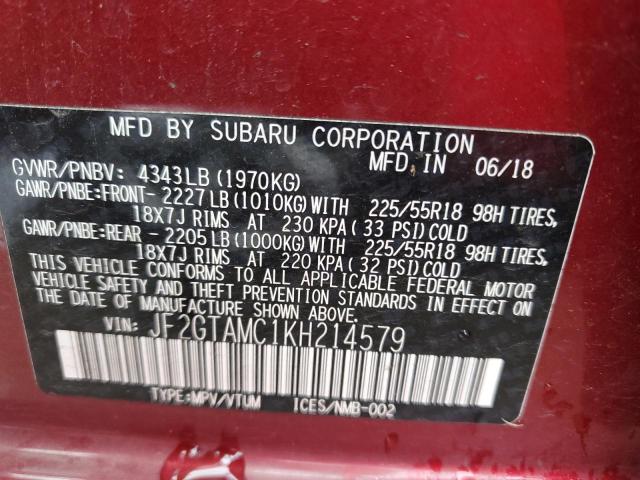 MFD BY SUBARU CORPORATION
GVWR/PNBV: 4343LB (1970KG) MFD IN 06/18
GAWR/PNBE:FRONT- 2227LB (1010KG) WITH 225/55R18 98H TIRES,
18X7J RIMS AT 230 KPA ( 33 PSI) COLD
GAWR/PNBE:REAR - 2205LB (1000KG) WITH 225/55R18 98H TIRES,
18X7J RIMS AT 220 KPA ( 32 PSI) COLD
THIS VEHICLE CONFORMS TO ALL APPLICABLE FEDERAL MOTOR
VEHICLE SAFETY AND THEFT PREVENTION STANDARDS IN EFFECT ON
THE DATE OF MANUFACTURE SHOWN ABOVE.
VIN: JF2GTAMC1KH214579
TYPE:MPV/VTUM ICES/NMB-002